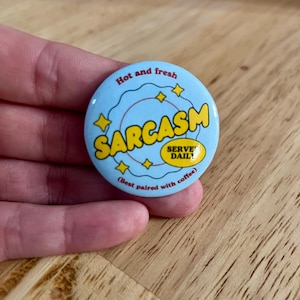 Hot and fresh
SARCASM
SERVED
DAILY
(Best paired with coffee)